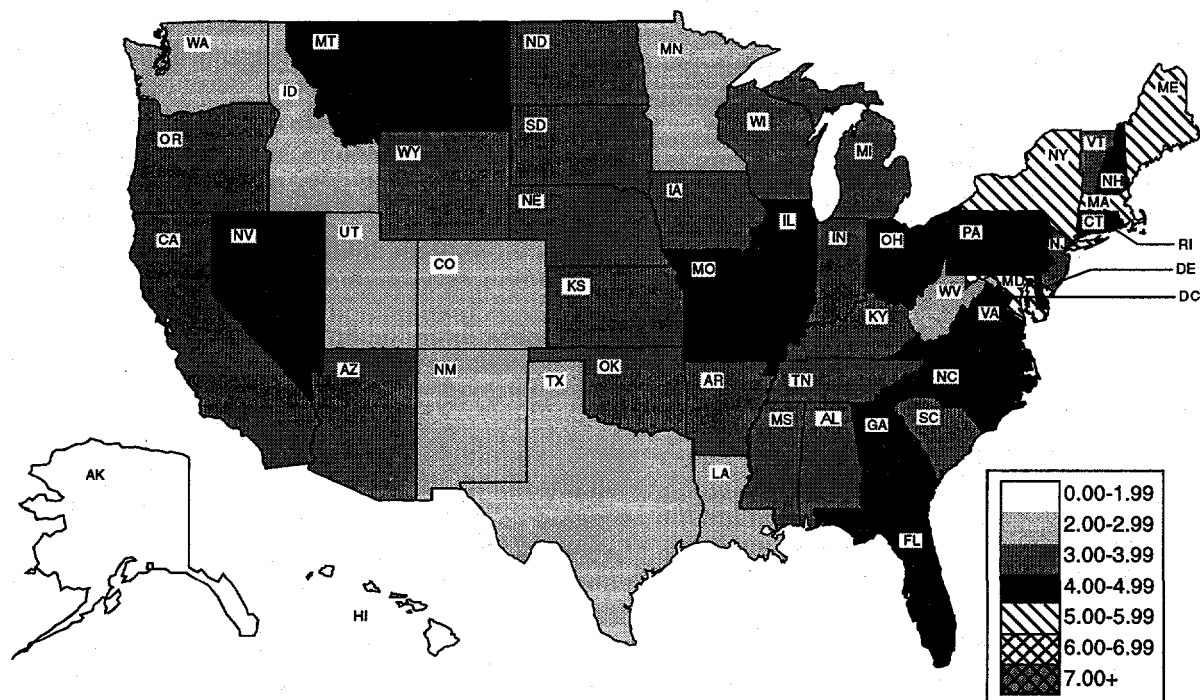 WA
MT
ND
MN
ME
ID
OR
SD
WI
VT
WY
MI
NY
NH
IA
NE
MA
CT
CA
NV
UT
IL
IN
OH
PA
NJ
RI
CO
MO
DE
KS
WV
MD
DC
VA
KY
AZ
NM
TX
OK
AR
TN
NC
MS
AL
GA
SC
LA
AK
FL
HI
0.00-1.99
2.00-2.99
3.00-3.99
4.00-4.99
5.00-5.99
6.00-6.99
7.00+